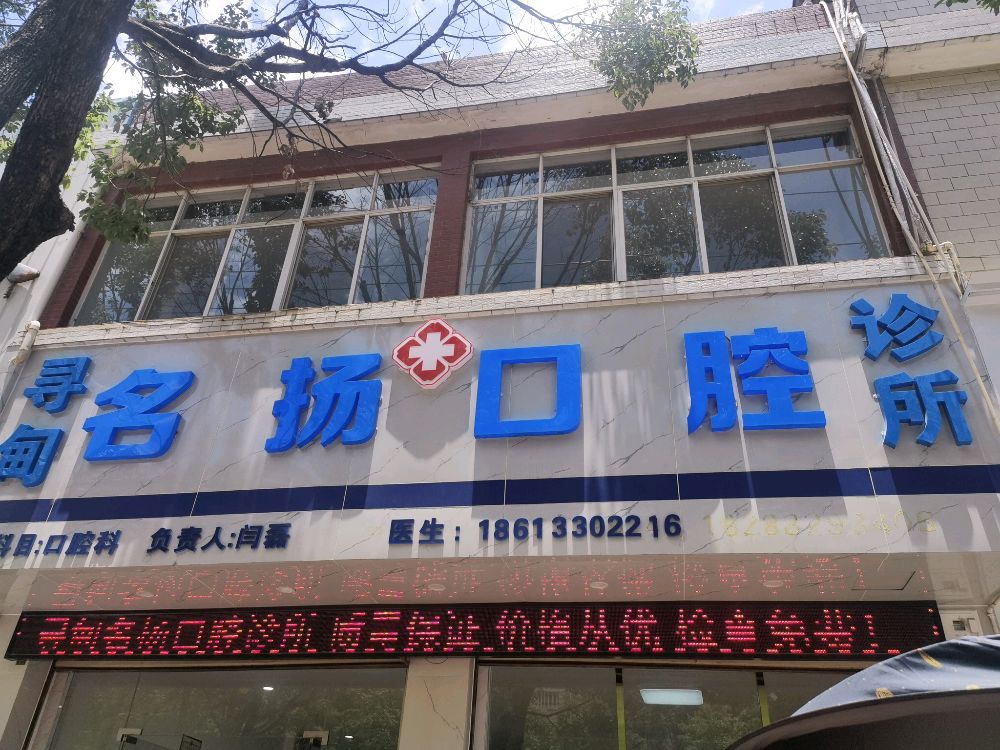 寻甸名扬口腔诊所
科目:口腔科 负责人:闫磊 医生: 18613302216
寻甸名扬口腔诊所 质量保证 价格从优 检查免费!